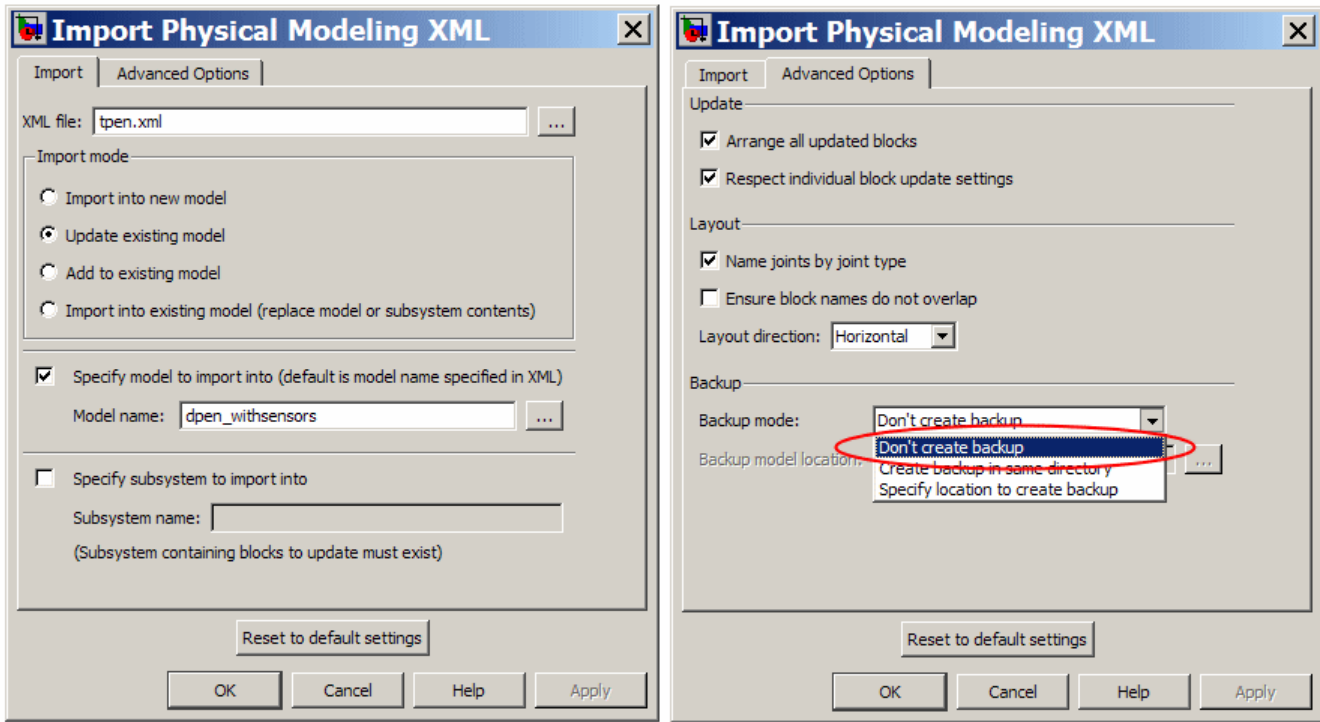 Import Physical Modeling XML
Import
Advanced Options
XML file:
tpen.xml
...
Import mode
Import into new model
Update existing model
Add to existing model
Import into existing model (replace model or subsystem contents)
Specify model to import into (default is model name specified in XML)
Model name:
dpen_withsensors
...
Specify subsystem to import into
Subsystem name:
(Subsystem containing blocks to update must exist)
Reset to default settings
OK
Cancel
Help
Apply
Import Physical Modeling XML
Import
Advanced Options
Update
Arrange all updated blocks
Respect individual block update settings
Layout
Name joints by joint type
Ensure block names do not overlap
Layout direction:
Horizontal
Backup
Backup mode:
Don't create backup
Don't create backup
Backup model location:
...
Create backup in same directory
Specify location to create backup
Reset to default settings
OK
Cancel
Help
Apply